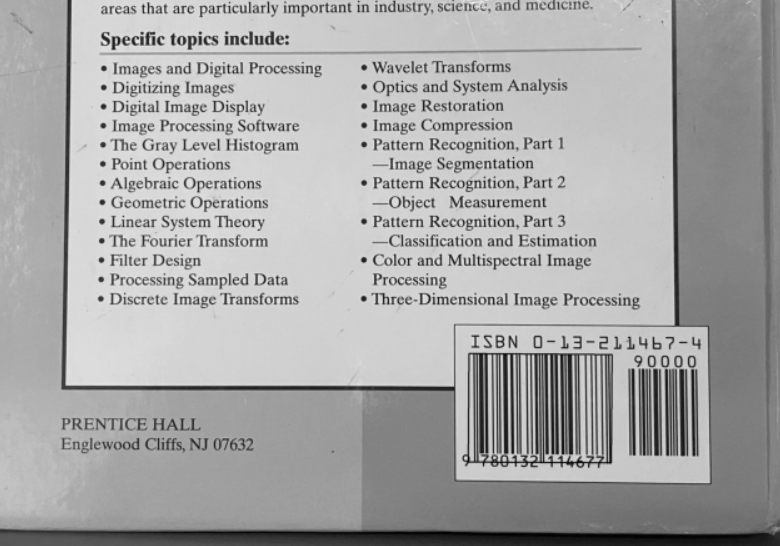 areas that are particularly important in industry, science, and medicine.
Specific topics include:
• Images and Digital Processing
• Digitizing Images
• Digital Image Display
• Image Processing Software
• The Gray Level Histogram
• Point Operations
• Algebraic Operations
• Geometric Operations
• Linear System Theory
• The Fourier Transform
• Filter Design
• Processing Sampled Data
• Discrete Image Transforms
• Wavelet Transforms
• Optics and System Analysis
• Image Restoration
• Image Compression
• Pattern Recognition, Part 1
—Image Segmentation
• Pattern Recognition, Part 2
—Object Measurement
• Pattern Recognition, Part 3
—Classification and Estimation
• Color and Multispectral Image
Processing
• Three-Dimensional Image Processing
ISBN 0-13-211467-4
90000
9 780132 114677
PRENTICE HALL
Englewood Cliffs, NJ 07632